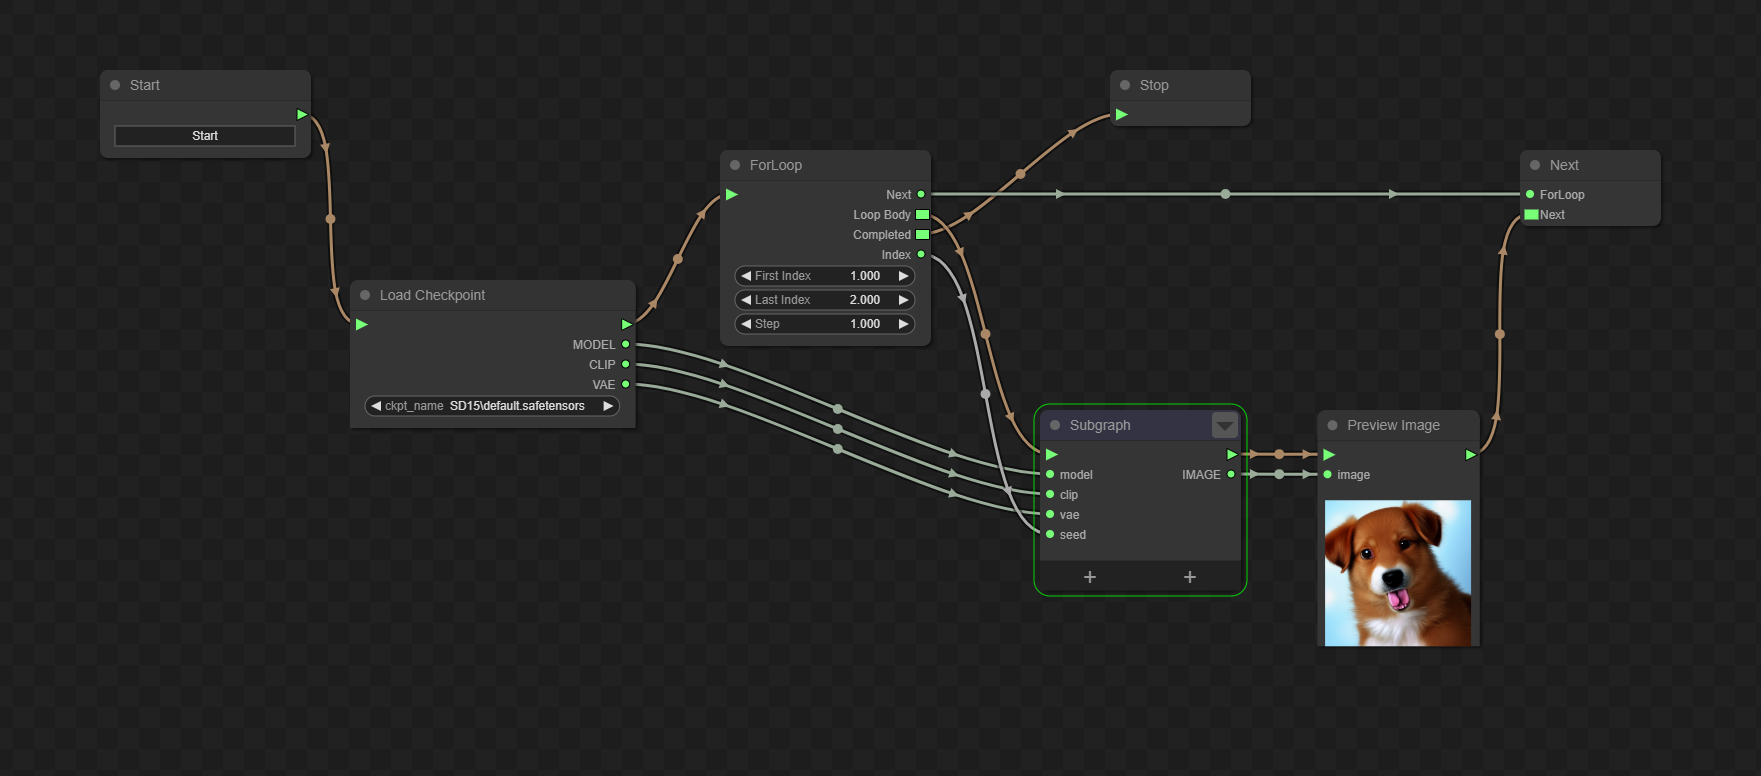 Start
Start
Load Checkpoint
MODEL
CLIP
VAE
ckpt_name SD15\default.safetensors
ForLoop
Next
Loop Body
Completed
Index
First Index 1.000
Last Index 2.000
Step 1.000
Stop
Next
ForLoop
Next
Subgraph
model IMAGE
clip
vae
seed
+ +
Preview Image
image